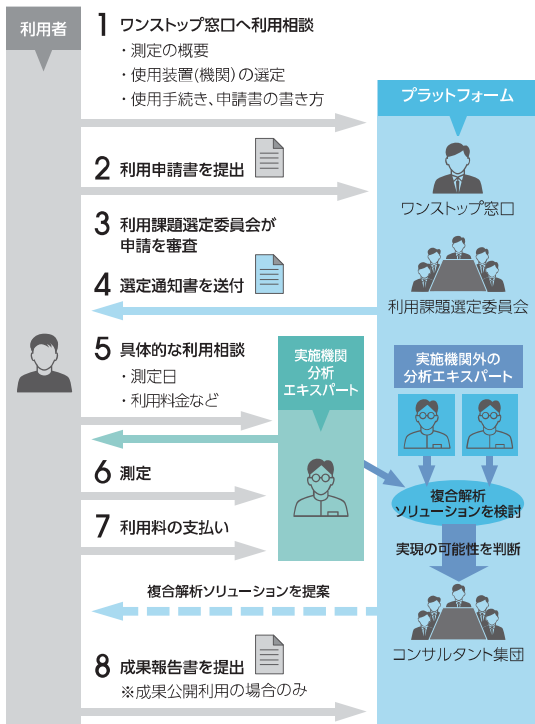 利用者
1 ワンストップ窓口へ利用相談
・測定の概要
・使用装置(機関)の選定
・使用手続き、申請書の書き方
プラットフォーム
2 利用申請書を提出
ワンストップ窓口
3 利用課題選定委員会が
申請を審査
4 選定通知書を送付
利用課題選定委員会
5 具体的な利用相談
・測定日
・利用料金など
実施機関
分析
エキスパート
実施機関外の
分析エキスパート
6 測定
複合解析
ソリューションを検討
7 利用料の支払い
実現の可能性を判断
複合解析ソリューションを提案
コンサルタント集団
8 成果報告書を提出
※成果公開利用の場合のみ